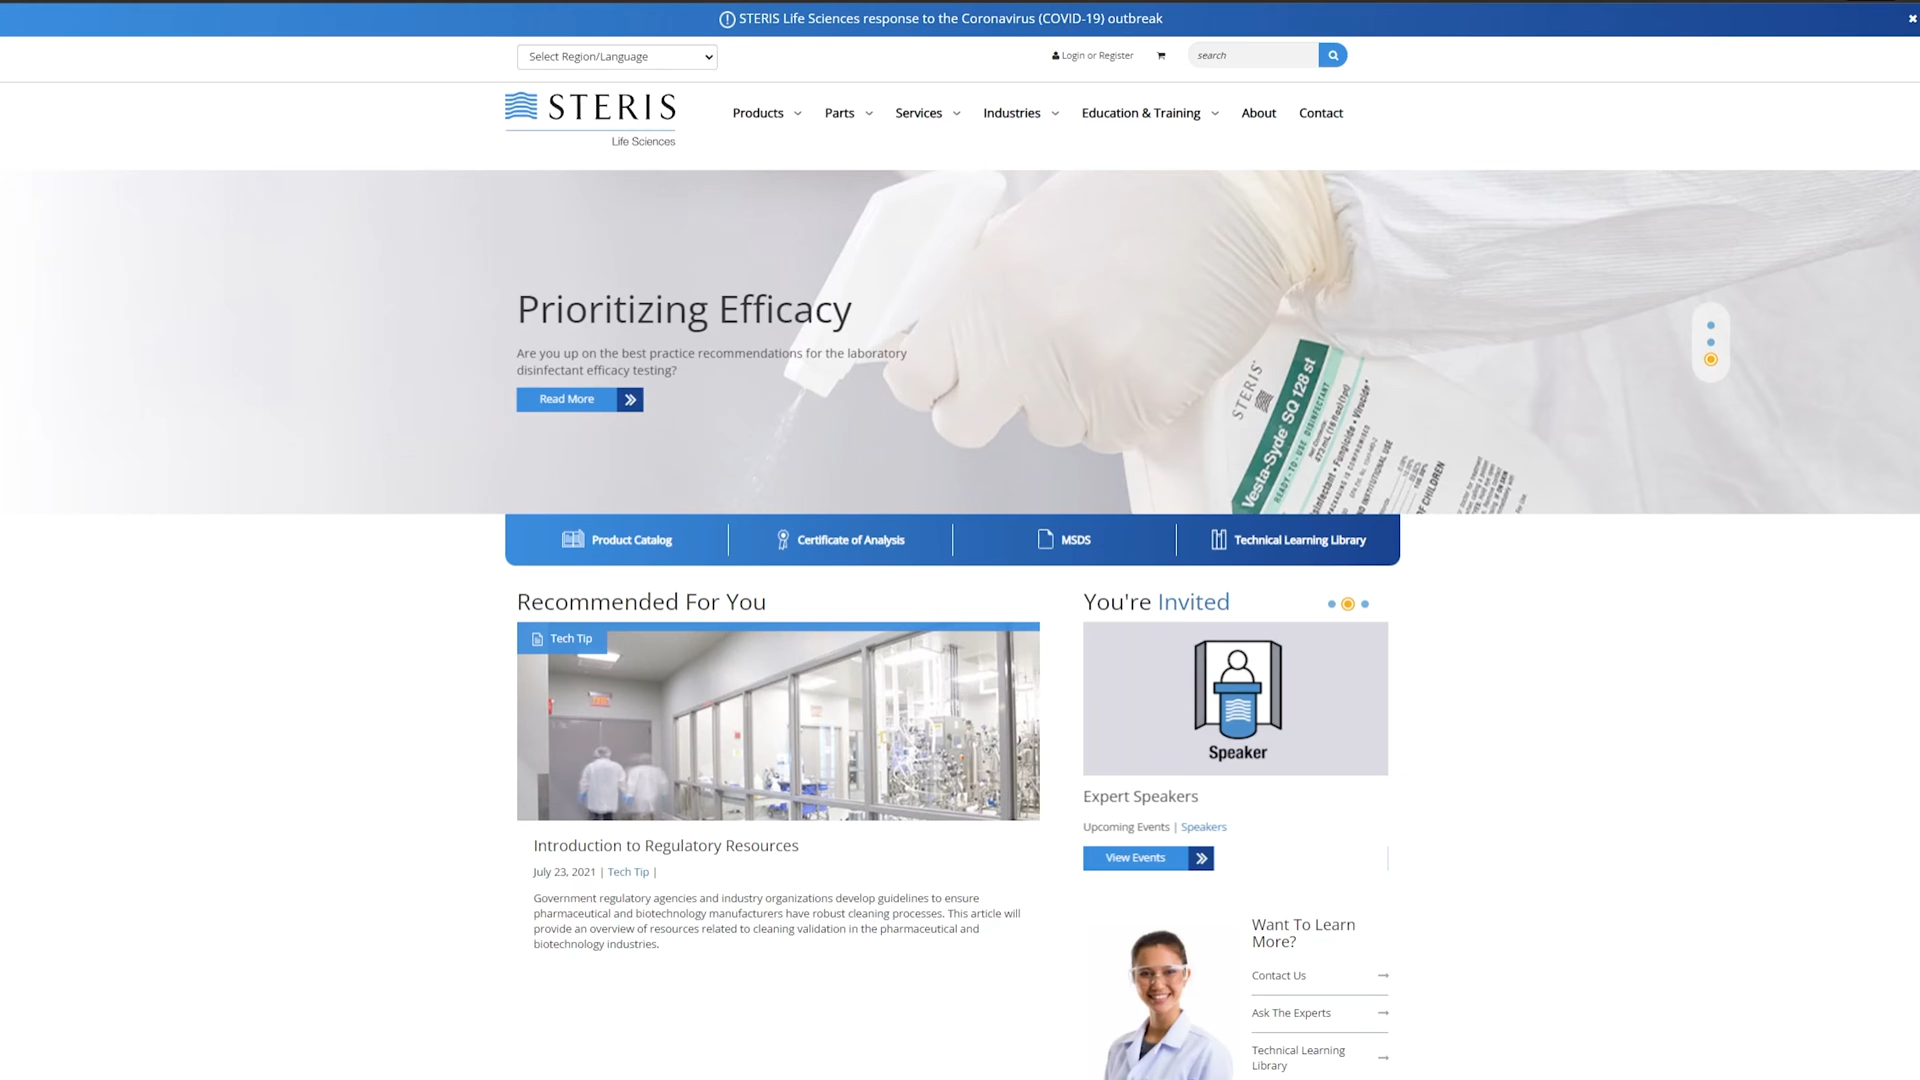 STERIS Life Sciences response to the Coronavirus (COVID-19) outbreak
Select Region/Language
Login or Register
search
STERIS
Life Sciences
Products
Parts
Services
Industries
Education & Training
About
Contact
Prioritizing Efficacy
Are you up on the best practice recommendations for the laboratory
disinfectant efficacy testing?
Read More
STERIS
Vesta-Syde SQ 128 st
READY-TO-USE DISINFECTANT
Product Catalog
Certificate of Analysis
MSDS
Technical Learning Library
Recommended For You
Tech Tip
Introduction to Regulatory Resources
July 23, 2021 | Tech Tip |
Government regulatory agencies and industry organizations develop guidelines to ensure
pharmaceutical and biotechnology manufacturers have robust cleaning processes. This article will
provide an overview of resources related to cleaning validation in the pharmaceutical and
biotechnology industries.
You're Invited
Speaker
Expert Speakers
Upcoming Events | Speakers
View Events
Want To Learn
More?
Contact Us
Ask The Experts
Technical Learning
Library